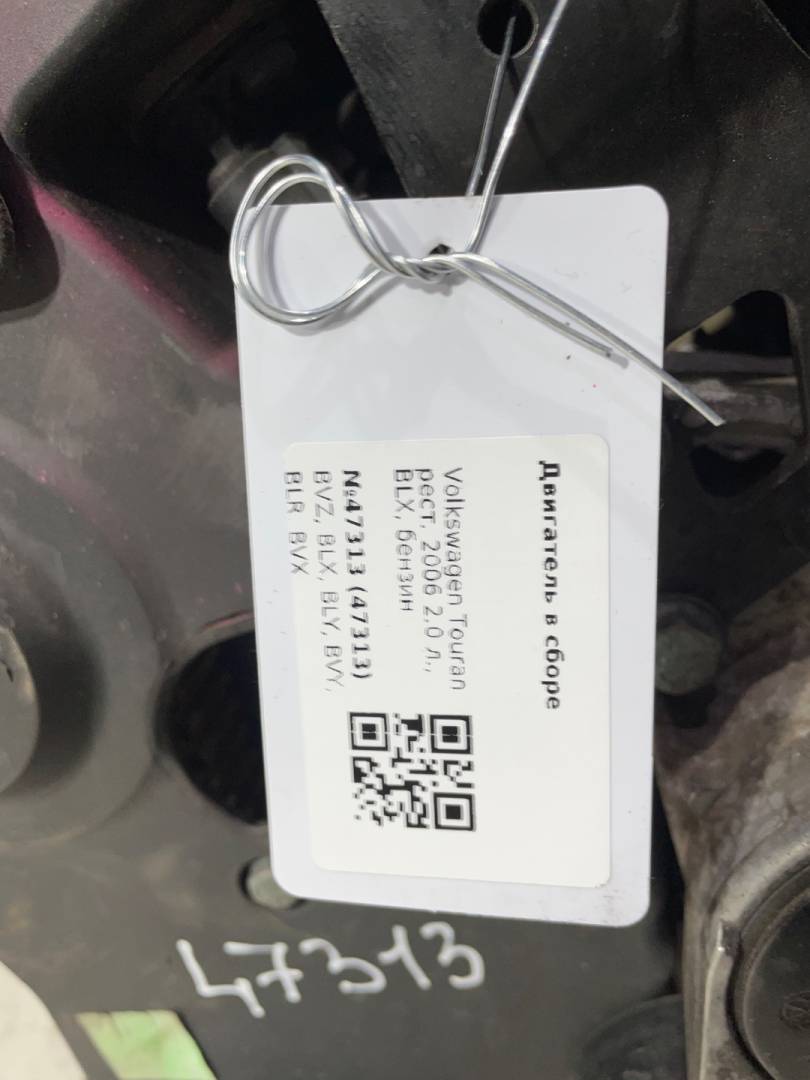 Двигатель в сборе
Volkswagen Touran
рест, 2006 2.0 л.,
BLX, бензин
№47313 (47313)
BVZ, BLX, BLY, BVY,
BLR BVX
47313